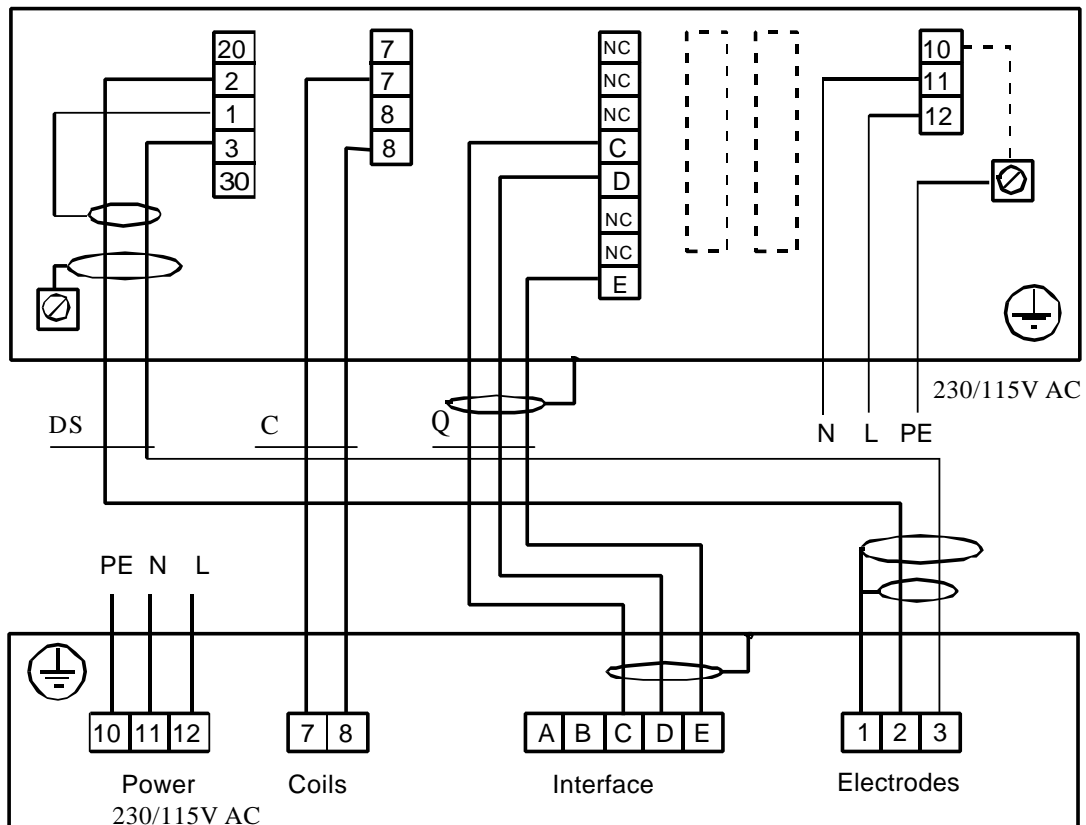 20
2
1
3
30
7
7
8
8
NC
NC
NC
C
D
NC
NC
E
10
11
12
230/115V AC
N L PE
DS
C
Q
PE N L
10 11 12
7 8
A B C D E
1 2 3
Power
230/115V AC
Coils
Interface
Electrodes